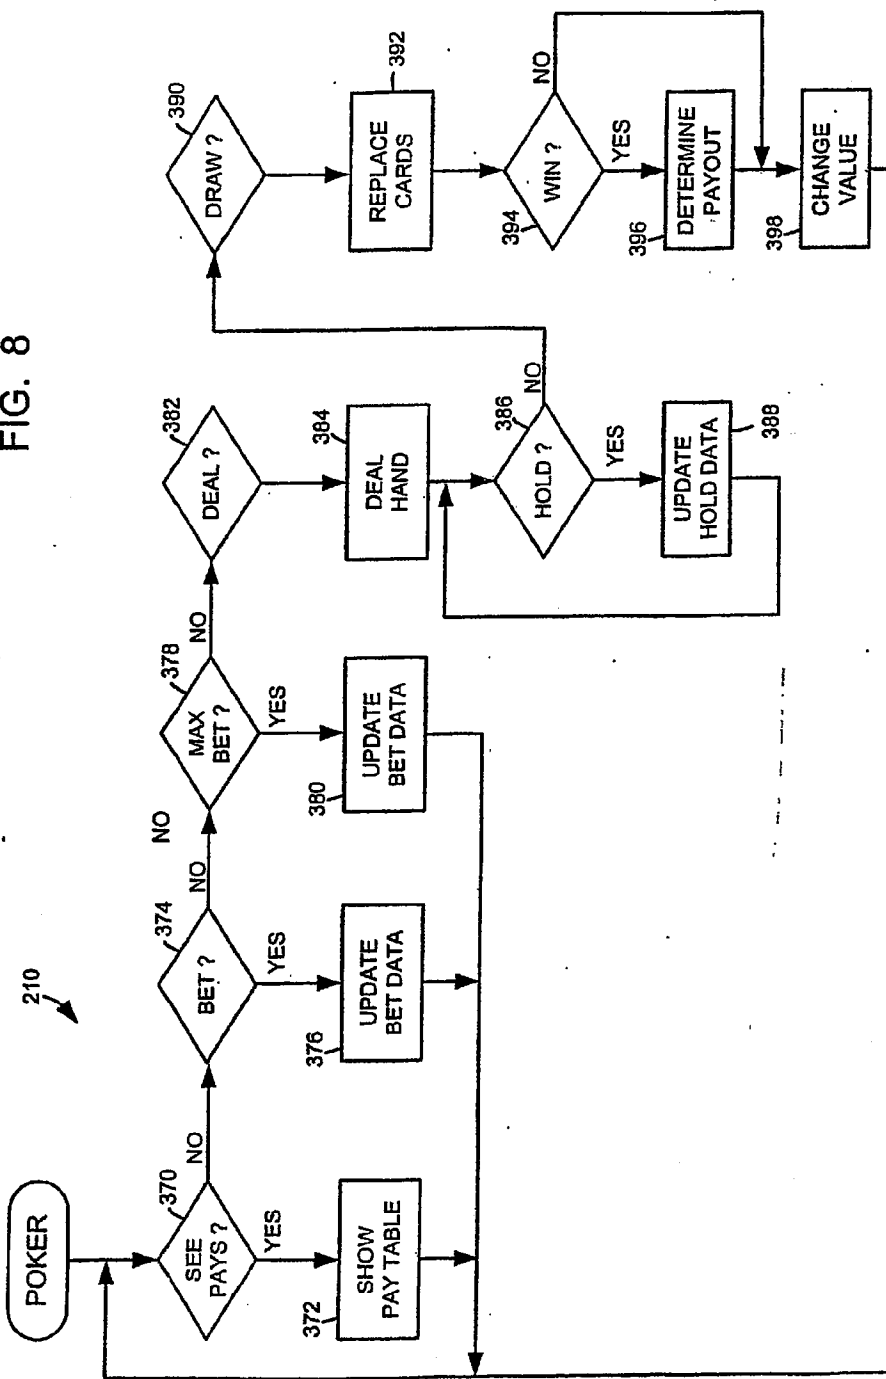 FIG. 8
210
POKER
370
SEE
PAYS ?
NO
YES
372
SHOW
PAY TABLE
374
BET ?
NO
NO
YES
376
UPDATE
BET DATA
378
MAX
BET ?
NO
YES
380
UPDATE
BET DATA
382
DEAL ?
384
DEAL
HAND
386
HOLD ?
NO
YES
388
UPDATE
HOLD DATA
390
DRAW ?
392
REPLACE
CARDS
394
WIN ?
NO
YES
396
DETERMINE
PAYOUT
398
CHANGE
VALUE